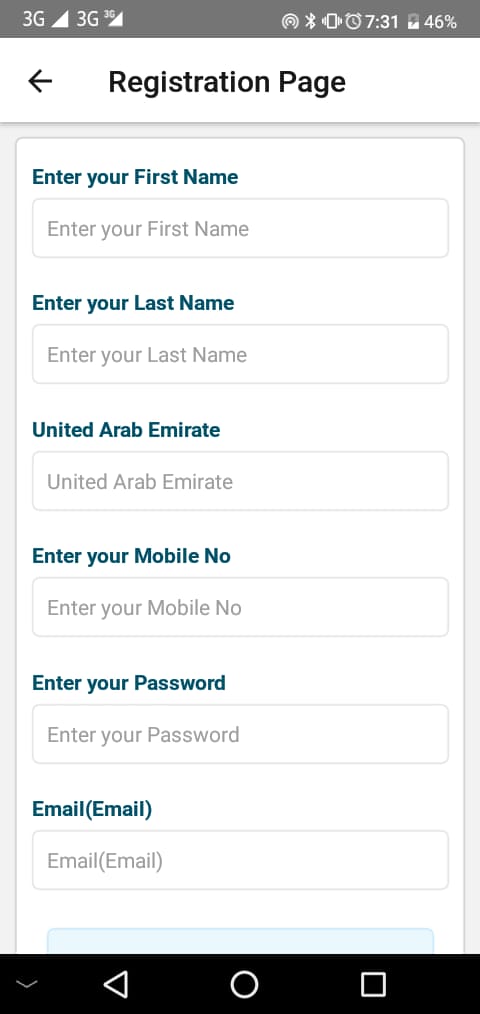 3G 3G 3G 7:31 46%
Registration Page
Enter your First Name
Enter your First Name
Enter your Last Name
Enter your Last Name
United Arab Emirate
United Arab Emirate
Enter your Mobile No
Enter your Mobile No
Enter your Password
Enter your Password
Email(Email)
Email(Email)